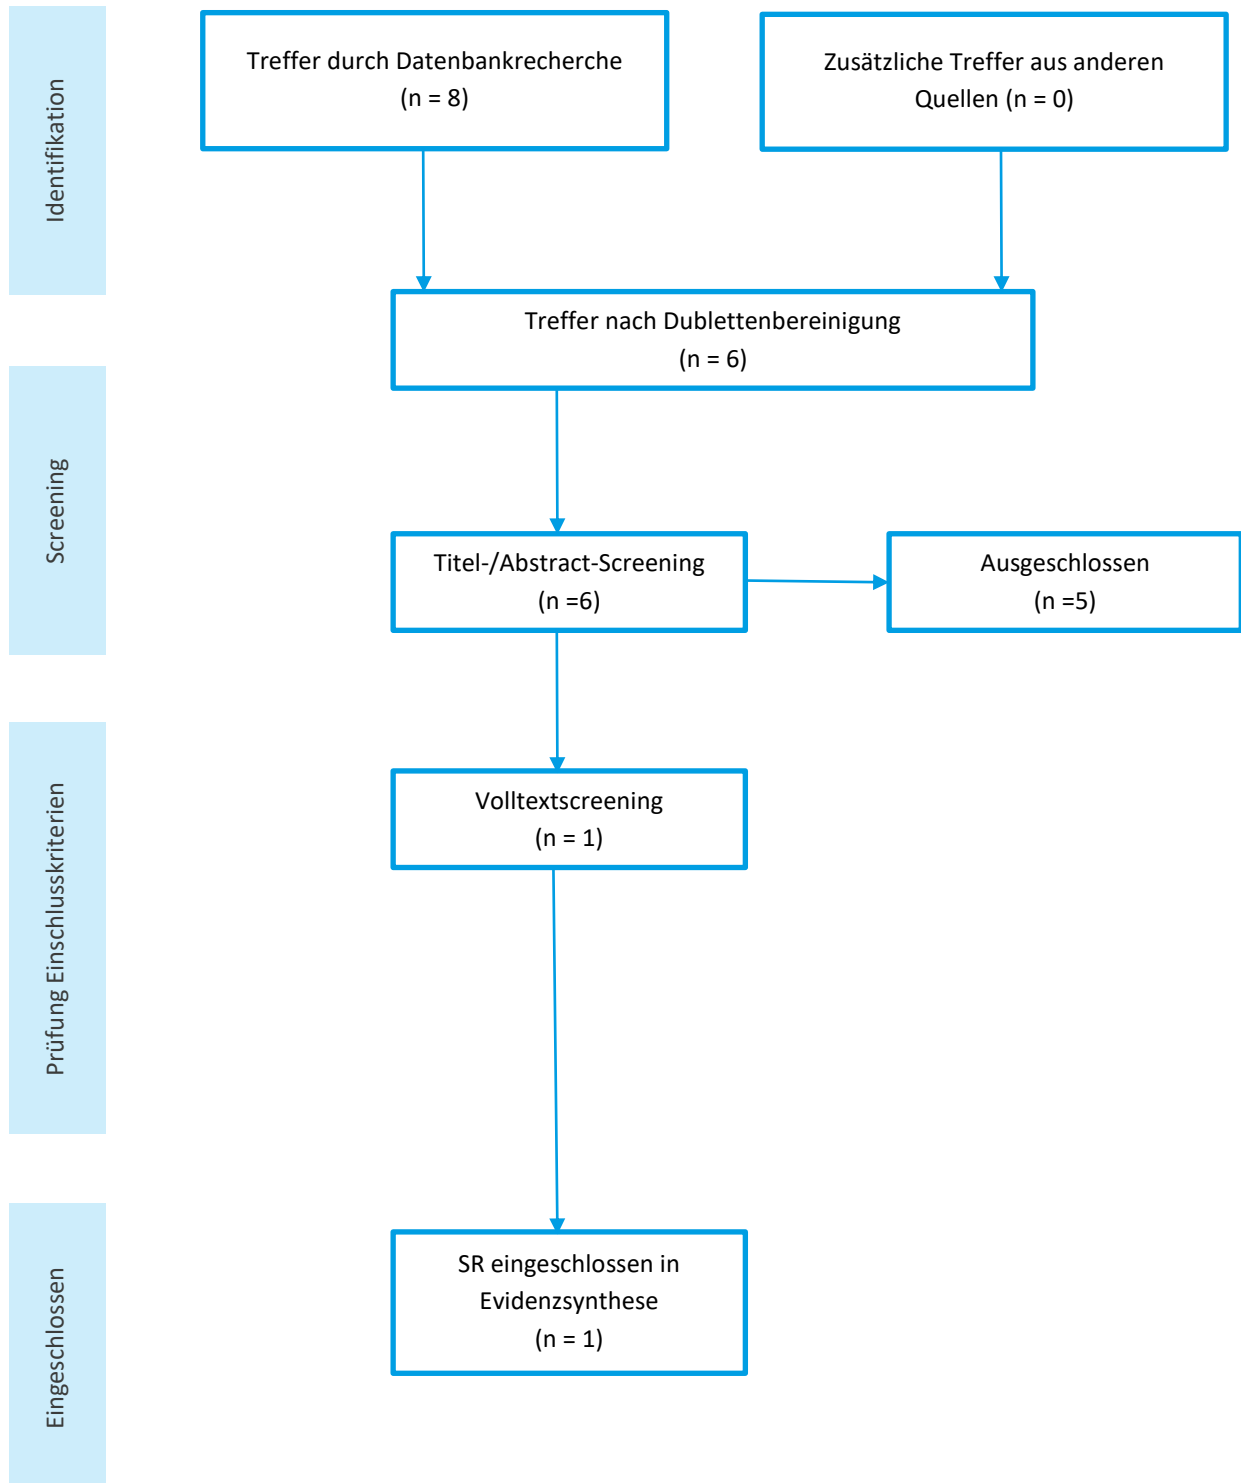 Identifikation
Treffer durch Datenbankrecherche
(n = 8)
Zusätzliche Treffer aus anderen
Quellen (n = 0)
Treffer nach Dublettenbereinigung
(n = 6)
Screening
Titel-/Abstract-Screening
(n =6)
Ausgeschlossen
(n =5)
Prüfung Einschlusskriterien
Volltextscreening
(n = 1)
Eingeschlossen
SR eingeschlossen in
Evidenzsynthese
(n = 1)